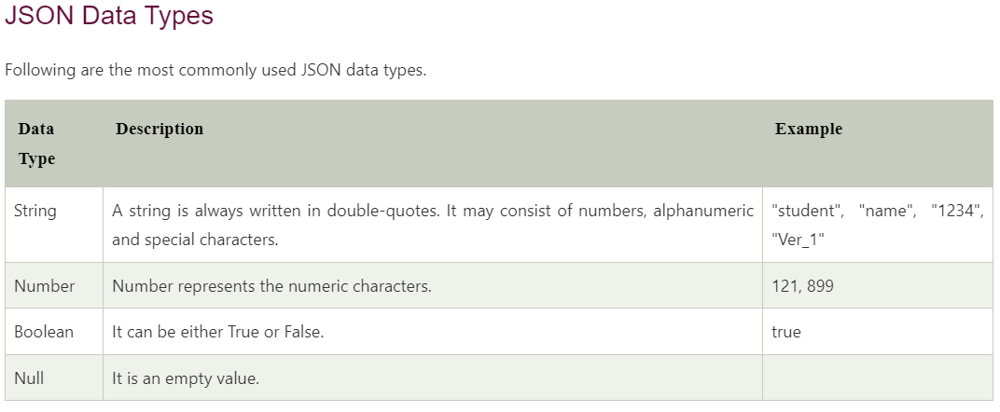 JSON Data Types
Following are the most commonly used JSON data types.
Data Type
Description
Example
String
A string is always written in double-quotes. It may consist of numbers, alphanumeric
and special characters.
"student", "name", "1234",
"Ver_1"
Number
Number represents the numeric characters.
121, 899
Boolean
It can be either True or False.
true
Null
It is an empty value.